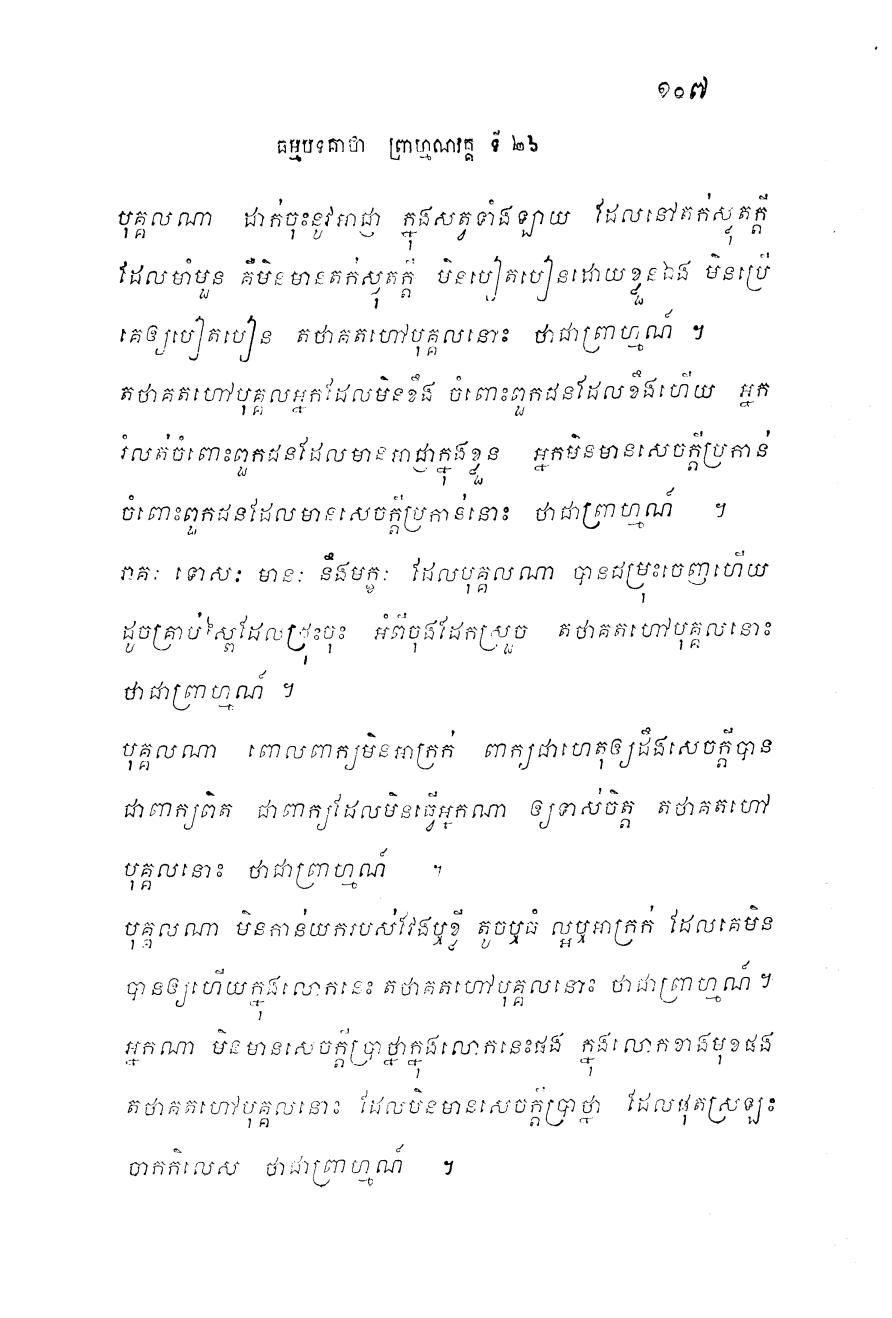 ១០៧
ធម្មបទគាថា ព្រាហ្មណវគ្គ ទី ២៦
បុគ្គលណា ដាក់ចុះនូវអាជ្ញា ក្នុងសត្វទាំងឡាយ ដែលនៅតក់ស្លុតក្តី
ដែលមាំមួន គឺមិនមានតក់ស្លុតក្តី មិនបៀតបៀនដោយខ្លួនឯង មិនប្រើ
គេឲ្យបៀតបៀន តថាគតហៅបុគ្គលនោះ ថាជាព្រាហ្មណ៍ ។
តថាគតហៅបុគ្គលអ្នកដែលមិនខឹង ចំពោះពួកជនដែលខឹងហើយ អ្នក
រំលត់ចំពោះពួកជនដែលមានអាជ្ញាក្នុងខ្លួន អ្នកមិនមានសេចក្តីប្រកាន់
ចំពោះពួកជនដែលមានសេចក្តីប្រកាន់នោះ ថាជាព្រាហ្មណ៍ ។
រាគៈ ទោសៈ មានៈ នឹងមក្ខៈ ដែលបុគ្គលណា បានជម្រុះចេញហើយ
ដូចគ្រាប់ស្ពៃដែលជ្រុះចុះ អំពីចុងដែកស្រួច តថាគតហៅបុគ្គលនោះ
ថាជាព្រាហ្មណ៍ ។
បុគ្គលណា ពោលពាក្យមិនអាក្រក់ ពាក្យជាហេតុឲ្យដឹងសេចក្តីបាន
ជាពាក្យពិត ជាពាក្យដែលមិនធ្វើអ្នកណា ឲ្យទាស់ចិត្ត តថាគតហៅ
បុគ្គលនោះ ថាជាព្រាហ្មណ៍ ។
បុគ្គលណា មិនកាន់យករបស់វែងឬខ្លី តូចឬធំ ល្អឬអាក្រក់ ដែលគេមិន
បានឲ្យហើយក្នុងលោកនេះ តថាគតហៅបុគ្គលនោះ ថាជាព្រាហ្មណ៍ ។
អ្នកណា មិនមានសេចក្តីប្រាថ្នាក្នុងលោកនេះផង ក្នុងលោកខាងមុខផង
តថាគតហៅបុគ្គលនោះ ដែលមិនមានសេចក្តីប្រាថ្នា ដែលផុតស្រឡះ
ចាកកិលេស ថាជាព្រាហ្មណ៍ ។